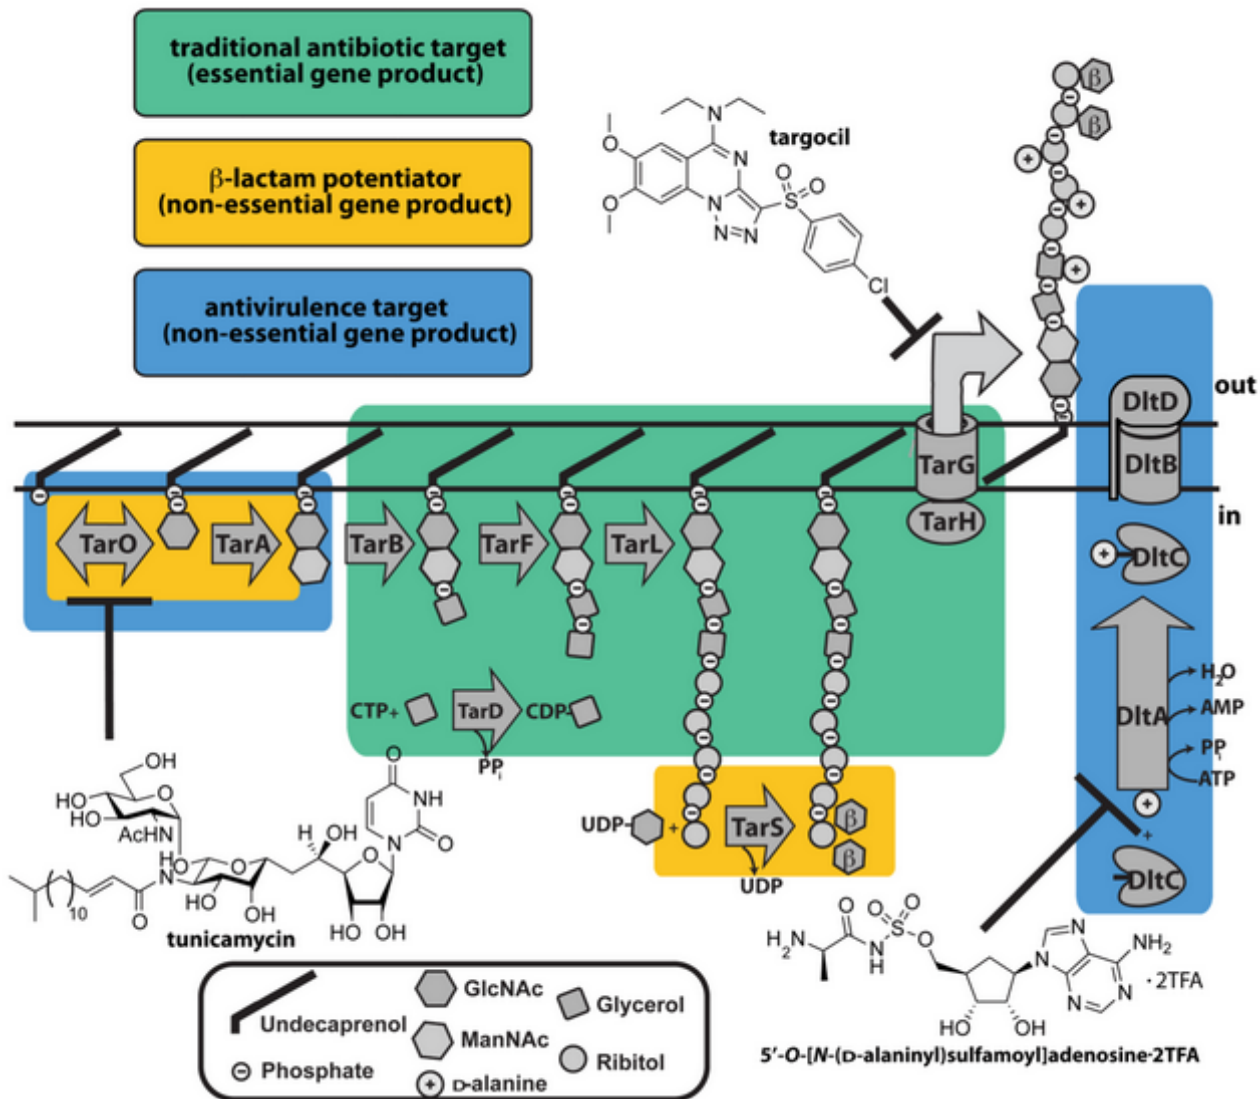 traditional antibiotic target
(essential gene product)
β-lactam potentiator
(non-essential gene product)
antivirulence target
(non-essential gene product)
targocil
N
O
O
N
N
N=N
S
O
O
Cl
β
β
+
+
+
out
in
TarO
TarA
TarB
TarF
TarL
TarG
TarH
DltD
DltB
DltC
DltA
H2O
AMP
PPi
ATP
+
+
DltC
CTP+
TarD
CDP-
PPi
UDP-
+
TarS
UDP
β
β
OH
HO
HO
AcHN
O
O
O
NH
N
O
H OH
O
O
O
H
N
O
( )10
OH
OH
HO OH
tunicamycin
H2N
O
O O
S
N
H
O
N
N
N
N
NH2
· 2TFA
HO OH
5'-O-[N-(D-alaninyl)sulfamoyl]adenosine·2TFA
Undecaprenol
Phosphate
GlcNAc
ManNAc
D-alanine
Glycerol
Ribitol